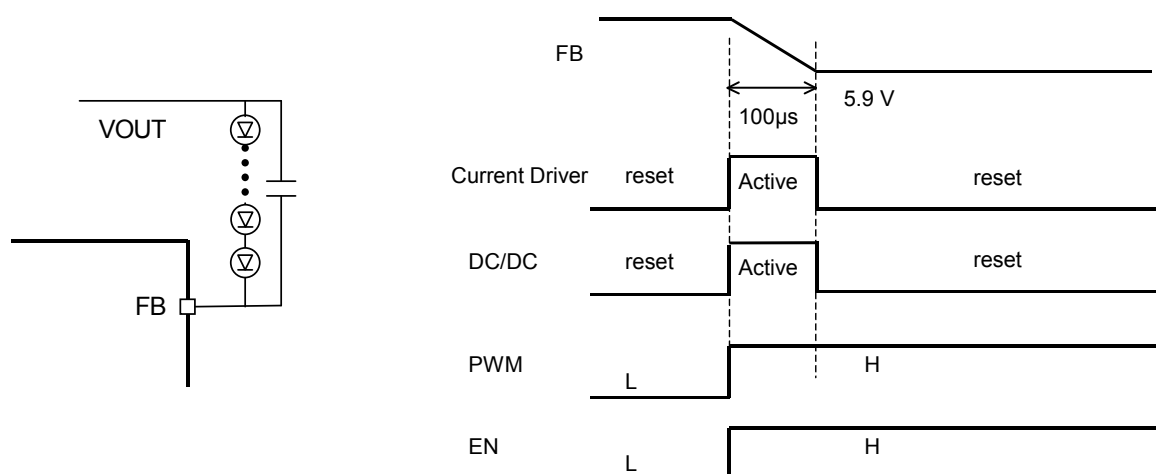 VOUT
FB
FB
5.9 V
100µs
Current Driver reset Active reset
DC/DC reset Active reset
PWM L H
EN L H